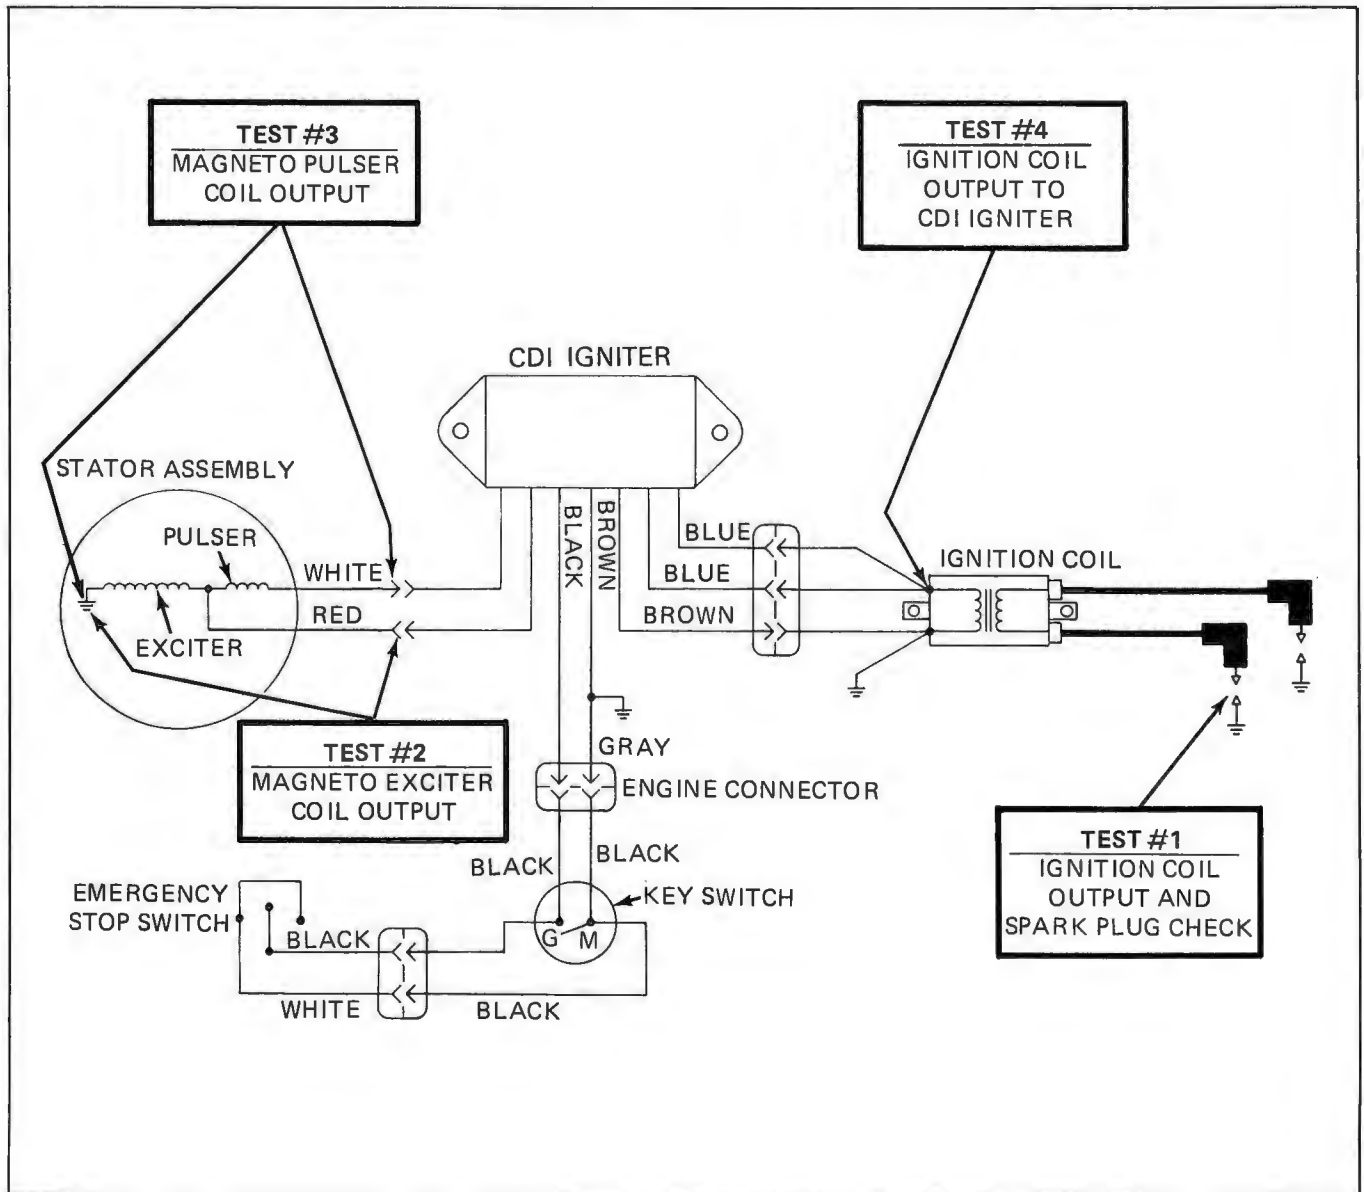 TEST #3
MAGNETO PULSER
COIL OUTPUT
TEST #4
IGNITION COIL
OUTPUT TO
CDI IGNITER
CDI IGNITER
STATOR ASSEMBLY
PULSER
EXCITER
WHITE
RED
BLACK
BROWN
BLUE
BLUE
BROWN
IGNITION COIL
TEST #2
MAGNETO EXCITER
COIL OUTPUT
GRAY
ENGINE CONNECTOR
BLACK
BLACK
KEY SWITCH
G M
EMERGENCY
STOP SWITCH
BLACK
WHITE
BLACK
TEST #1
IGNITION COIL
OUTPUT AND
SPARK PLUG CHECK